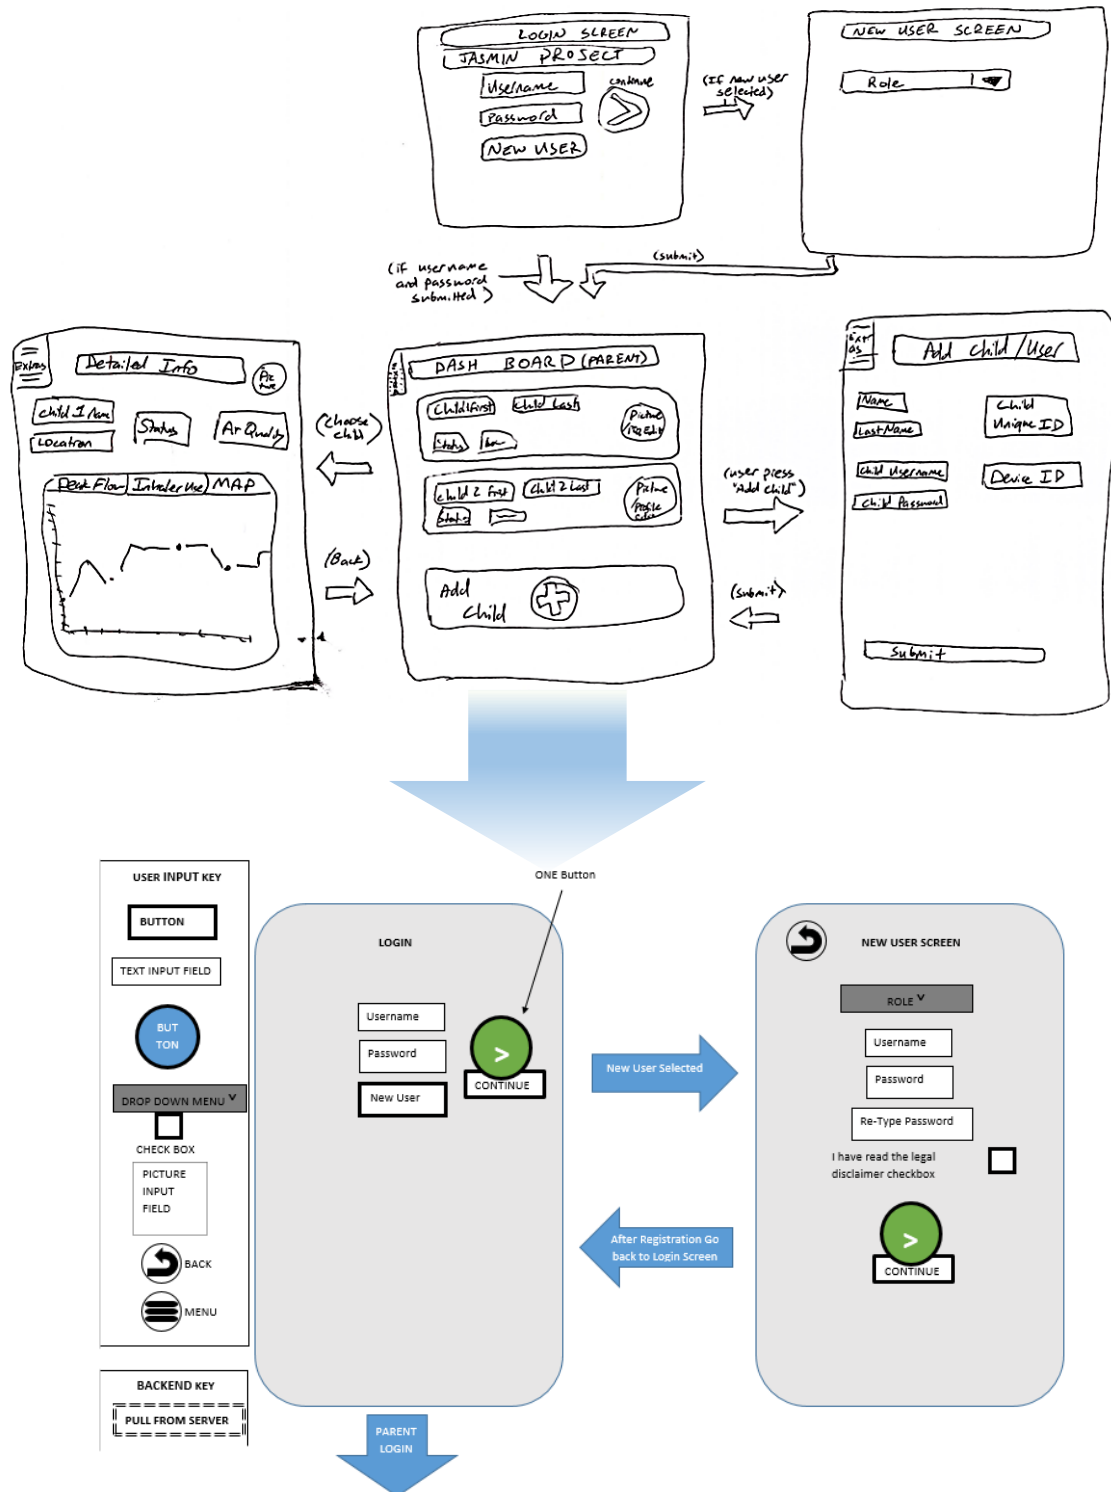 LOGIN SCREEN
JASMIN PROJECT
Username
Password
NEW USER
continue
(If new user
selected)
NEW USER SCREEN
Role
(if username
and password
submitted)
(submit)
Extras
Detailed Info
Child 1 Name
Location
Status
Air Quality
Peak Flow
Inhaler Use
MAP
(choose
child)
(Back)
DASH BOARD (PARENT)
Child First
Child Last
Status
Picture
Child 2 First
Child 2 Last
Status
Picture
Profile
Add
Child
(user press
"Add child")
(submit)
Extras
Add Child/User
Name
Last Name
Child Username
Child Password
Child
Unique ID
Device ID
Submit
ONE Button
USER INPUT KEY
BUTTON
TEXT INPUT FIELD
BUT
TON
DROP DOWN MENU v
CHECK BOX
PICTURE
INPUT
FIELD
BACK
MENU
BACKEND KEY
PULL FROM SERVER
LOGIN
Username
Password
New User
>
CONTINUE
New User Selected
After Registration Go
back to Login Screen
NEW USER SCREEN
ROLE v
Username
Password
Re-Type Password
I have read the legal
disclaimer checkbox
>
CONTINUE
PARENT
LOGIN